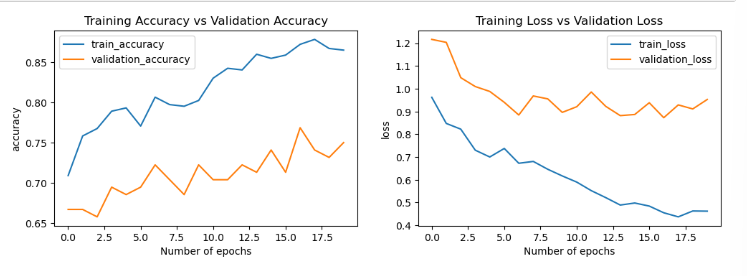 Training Accuracy vs Validation Accuracy
train_accuracy
validation_accuracy
accuracy
0.85
0.80
0.75
0.70
0.65
0.0 2.5 5.0 7.5 10.0 12.5 15.0 17.5
Number of epochs
Training Loss vs Validation Loss
train_loss
validation_loss
loss
1.2
1.1
1.0
0.9
0.8
0.7
0.6
0.5
0.4
0.0 2.5 5.0 7.5 10.0 12.5 15.0 17.5
Number of epochs